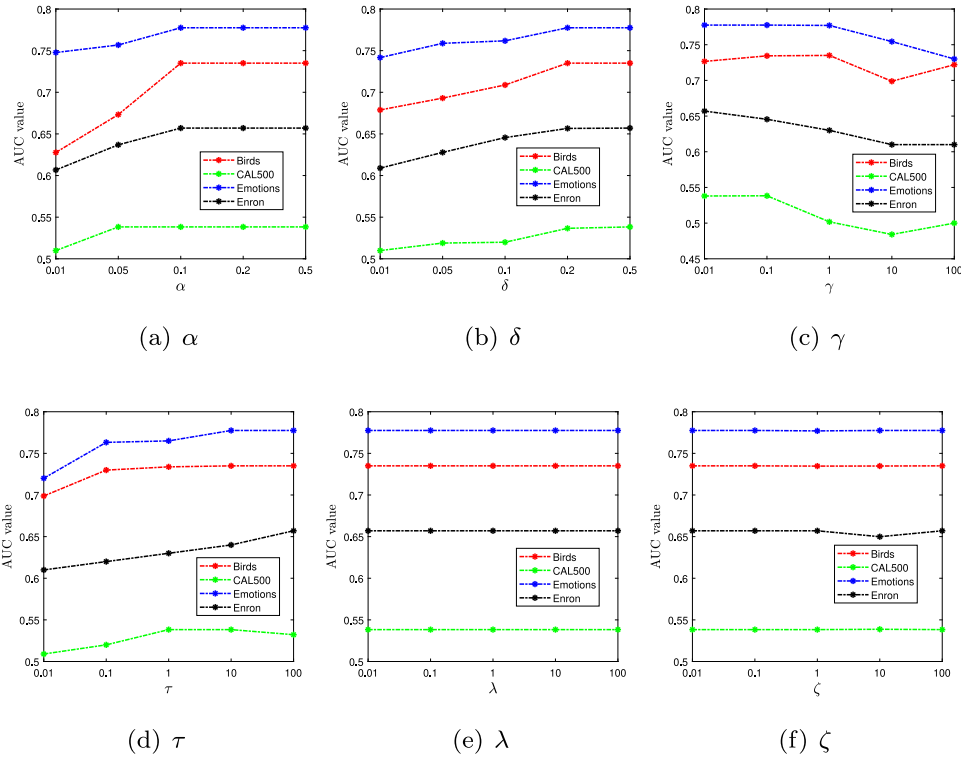 0.8
0.75
0.7
0.65
0.6
0.55
0.5
AUC value
Birds
CAL500
Emotions
Enron
0.01 0.05 0.1 0.2 0.5
α
(a) α
0.8
0.75
0.7
0.65
0.6
0.55
0.5
AUC value
Birds
CAL500
Emotions
Enron
0.01 0.05 0.1 0.2 0.5
δ
(b) δ
0.8
0.75
0.7
0.65
0.6
0.55
0.5
0.45
AUC value
Birds
CAL500
Emotions
Enron
0.01 0.1 1 10 100
γ
(c) γ
0.8
0.75
0.7
0.65
0.6
0.55
0.5
AUC value
Birds
CAL500
Emotions
Enron
0.01 0.1 1 10 100
τ
(d) τ
0.8
0.75
0.7
0.65
0.6
0.55
0.5
AUC value
Birds
CAL500
Emotions
Enron
0.01 0.1 1 10 100
λ
(e) λ
0.8
0.75
0.7
0.65
0.6
0.55
0.5
AUC value
Birds
CAL500
Emotions
Enron
0.01 0.1 1 10 100
ζ
(f) ζ